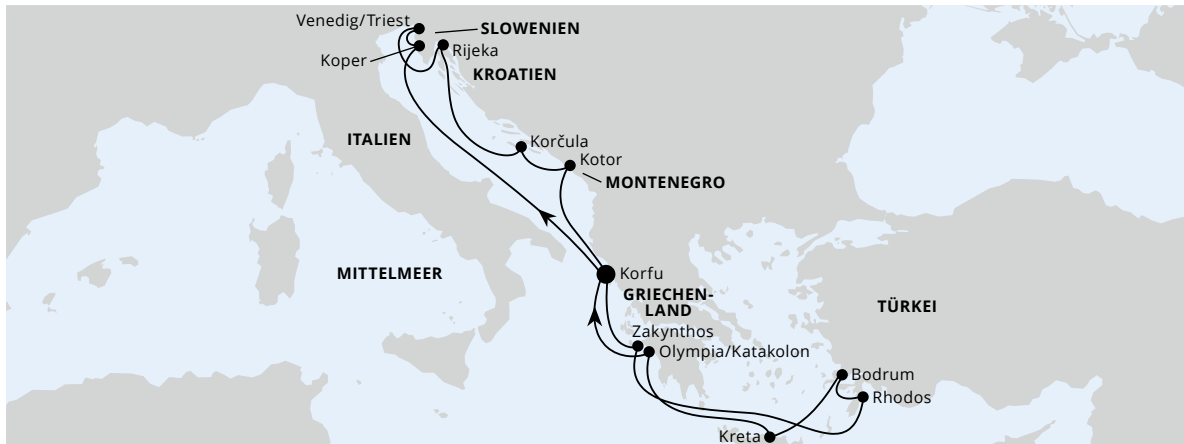 Venedig/Triest
SLOWENIEN
Koper
Rijeka
KROATIEN
ITALIEN
Korčula
Kotor
MONTENEGRO
MITTELMEER
Korfu
GRIECHEN-
LAND
TÜRKEI
Zakynthos
Olympia/Katakolon
Bodrum
Rhodos
Kreta